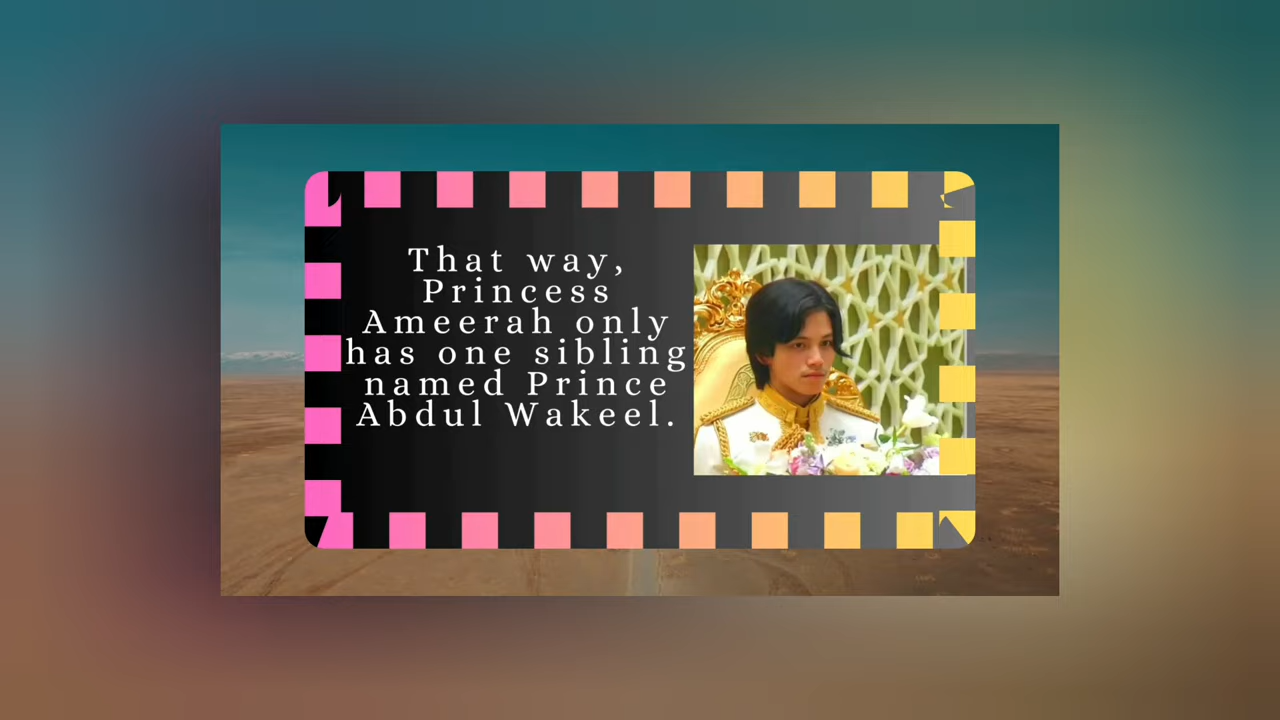 That way,
Princess
Ameerah only
has one sibling
named Prince
Abdul Wakeel.